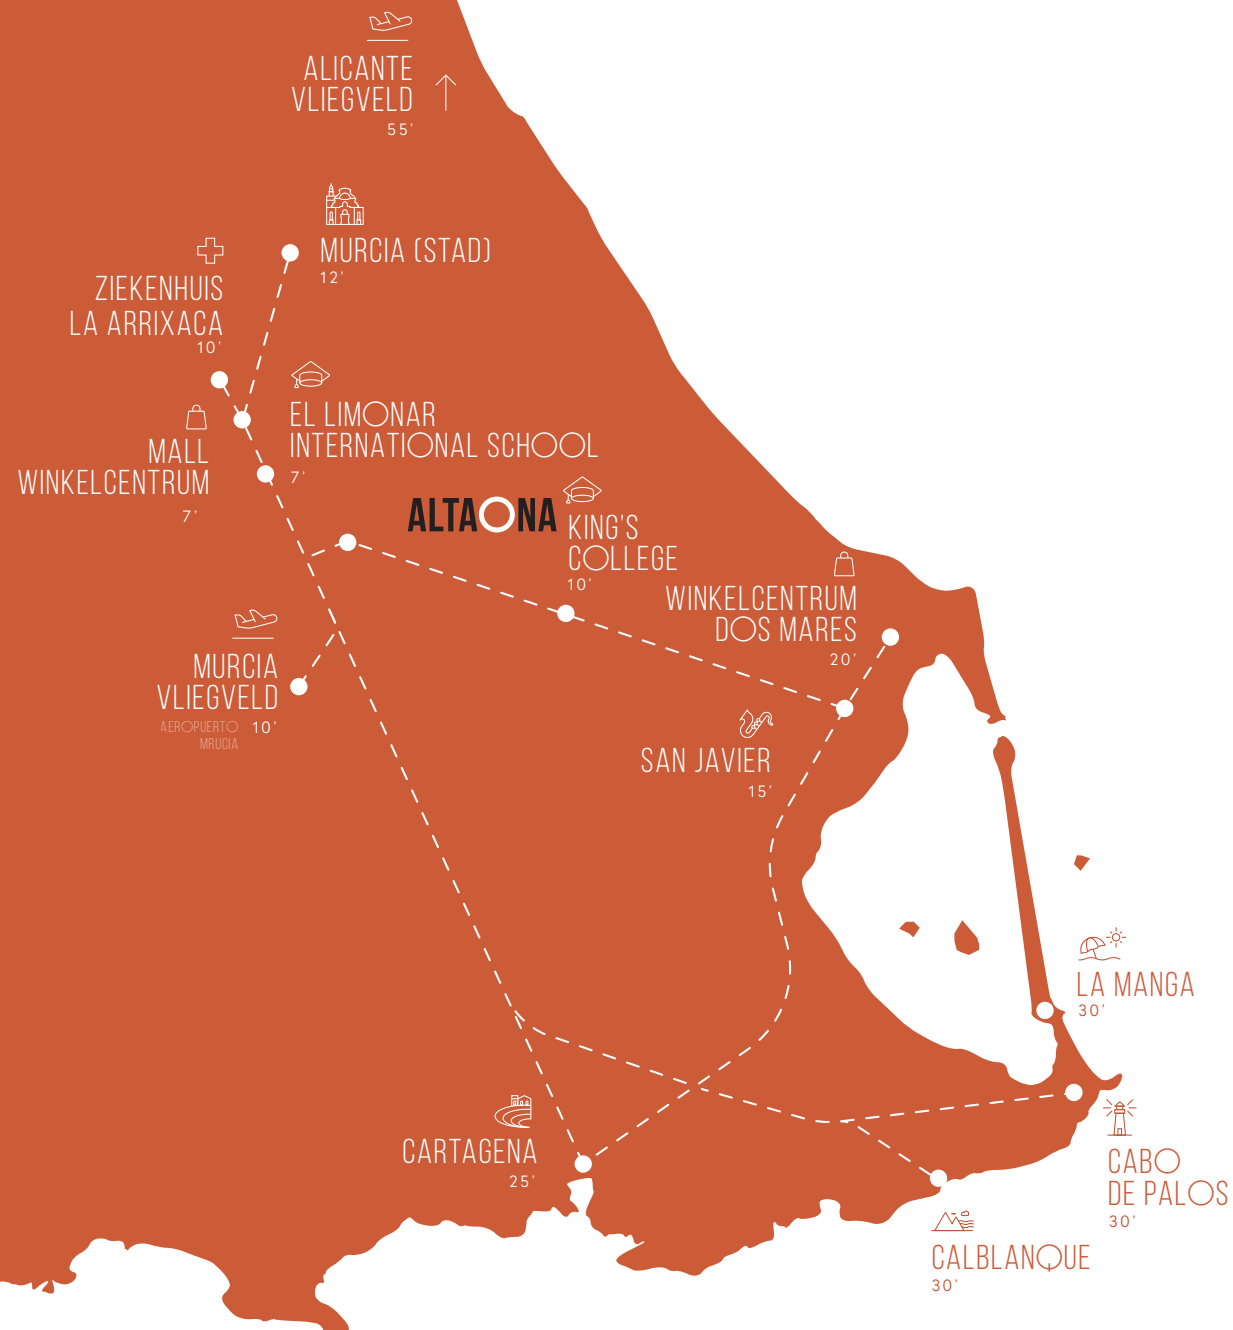 ALICANTE
VLIEGVELD
55'
MURCIA (STAD)
12'
ZIEKENHUIS
LA ARRIXACA
10'
EL LIMONAR
INTERNATIONAL SCHOOL
7'
MALL
WINKELCENTRUM
7'
ALTAONA
KING'S
COLLEGE
10'
WINKELCENTRUM
DOS MARES
20'
MURCIA
VLIEGVELD
AEROPUERTO
MRUCIA
10'
SAN JAVIER
15'
LA MANGA
30'
CARTAGENA
25'
CABO
DE PALOS
30'
CALBLANQUE
30'